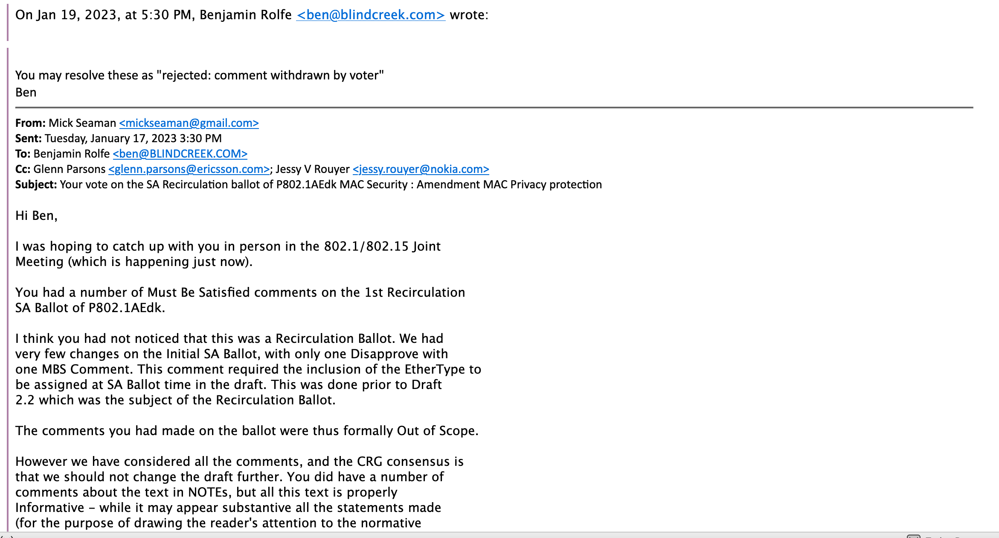 On Jan 19, 2023, at 5:30 PM, Benjamin Rolfe <ben@blindcreek.com> wrote:
You may resolve these as "rejected: comment withdrawn by voter"
Ben
From: Mick Seaman <mickseaman@gmail.com>
Sent: Tuesday, January 17, 2023 3:30 PM
To: Benjamin Rolfe <ben@BLINDCREEK.COM>
Cc: Glenn Parsons <glenn.parsons@ericsson.com>; Jessy V Rouyer <jessy.rouyer@nokia.com>
Subject: Your vote on the SA Recirculation ballot of P802.1AEdk MAC Security : Amendment MAC Privacy protection
Hi Ben,
I was hoping to catch up with you in person in the 802.1/802.15 Joint
Meeting (which is happening just now).
You had a number of Must Be Satisfied comments on the 1st Recirculation
SA Ballot of P802.1AEdk.
I think you had not noticed that this was a Recirculation Ballot. We had
very few changes on the Initial SA Ballot, with only one Disapprove with
one MBS Comment. This comment required the inclusion of the EtherType to
be assigned at SA Ballot time in the draft. This was done prior to Draft
2.2 which was the subject of the Recirculation Ballot.
The comments you had made on the ballot were thus formally Out of Scope.
However we have considered all the comments, and the CRG consensus is
that we should not change the draft further. You did have a number of
comments about the text in NOTEs, but all this text is properly
Informative – while it may appear substantive all the statements made
(for the purpose of drawing the reader's attention to the normative